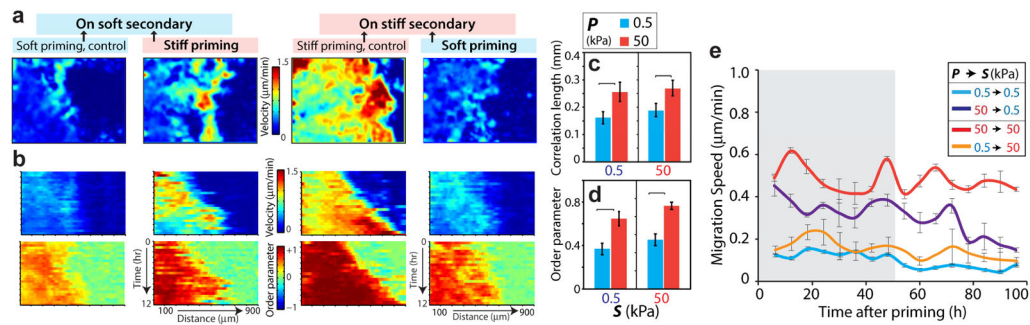 a
On soft secondary
On stiff secondary
Soft priming, control
Stiff priming
Stiff priming, control
Soft priming
Velocity (μm/min)
1.5
0
b
Velocity (μm/min)
1.5
0
Order parameter
+1
0
−1
Time (hr)
0
12
100
Distance (μm)
900
0
12
100
Distance (μm)
900
P
(kPa)
0.5
50
c
Correlation length (mm)
0.4
0.3
0.2
0.1
0
0.5
50
d
Order parameter
0.8
0.4
0
0.5
50
S (kPa)
e
Migration Speed (μm/min)
1.0
0.8
0.6
0.4
0.2
0
0
20
40
60
80
100
Time after priming (h)
P → S (kPa)
0.5 → 0.5
50 → 0.5
50 → 50
0.5 → 50